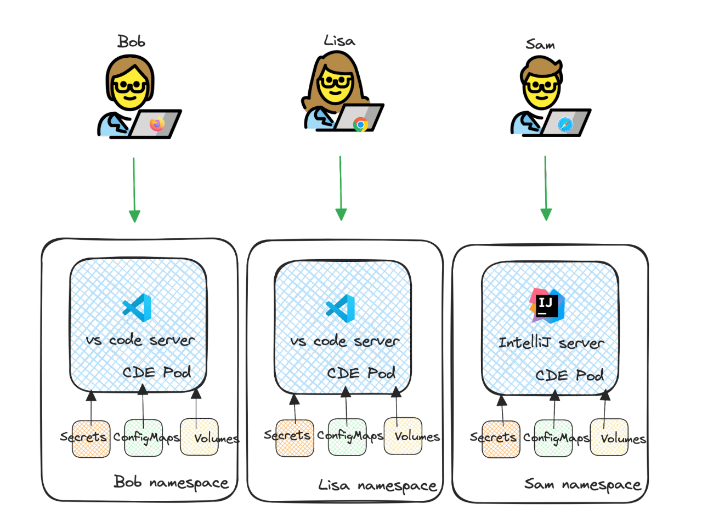 Bob
Lisa
Sam
vs code server
CDE Pod
Secrets
ConfigMaps
Volumes
Bob namespace
vs code server
CDE Pod
Secrets
ConfigMaps
Volumes
Lisa namespace
IJ
IntelliJ server
CDE Pod
Secrets
ConfigMaps
Volumes
Sam namespace